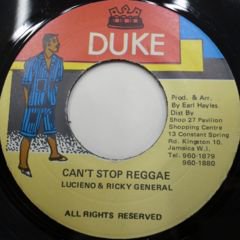 DUKE
Prod. & Arr.
By Earl Hayles
Dist By
Shop 27 Pavilion
Shopping Centre
13 Constant Spring
Rd. Kingston 10.
Jamaica W.I.
Tel. 960-1879
960-1880
CAN'T STOP REGGAE
LUCIENO & RICKY GENERAL
ALL RIGHTS RESERVED